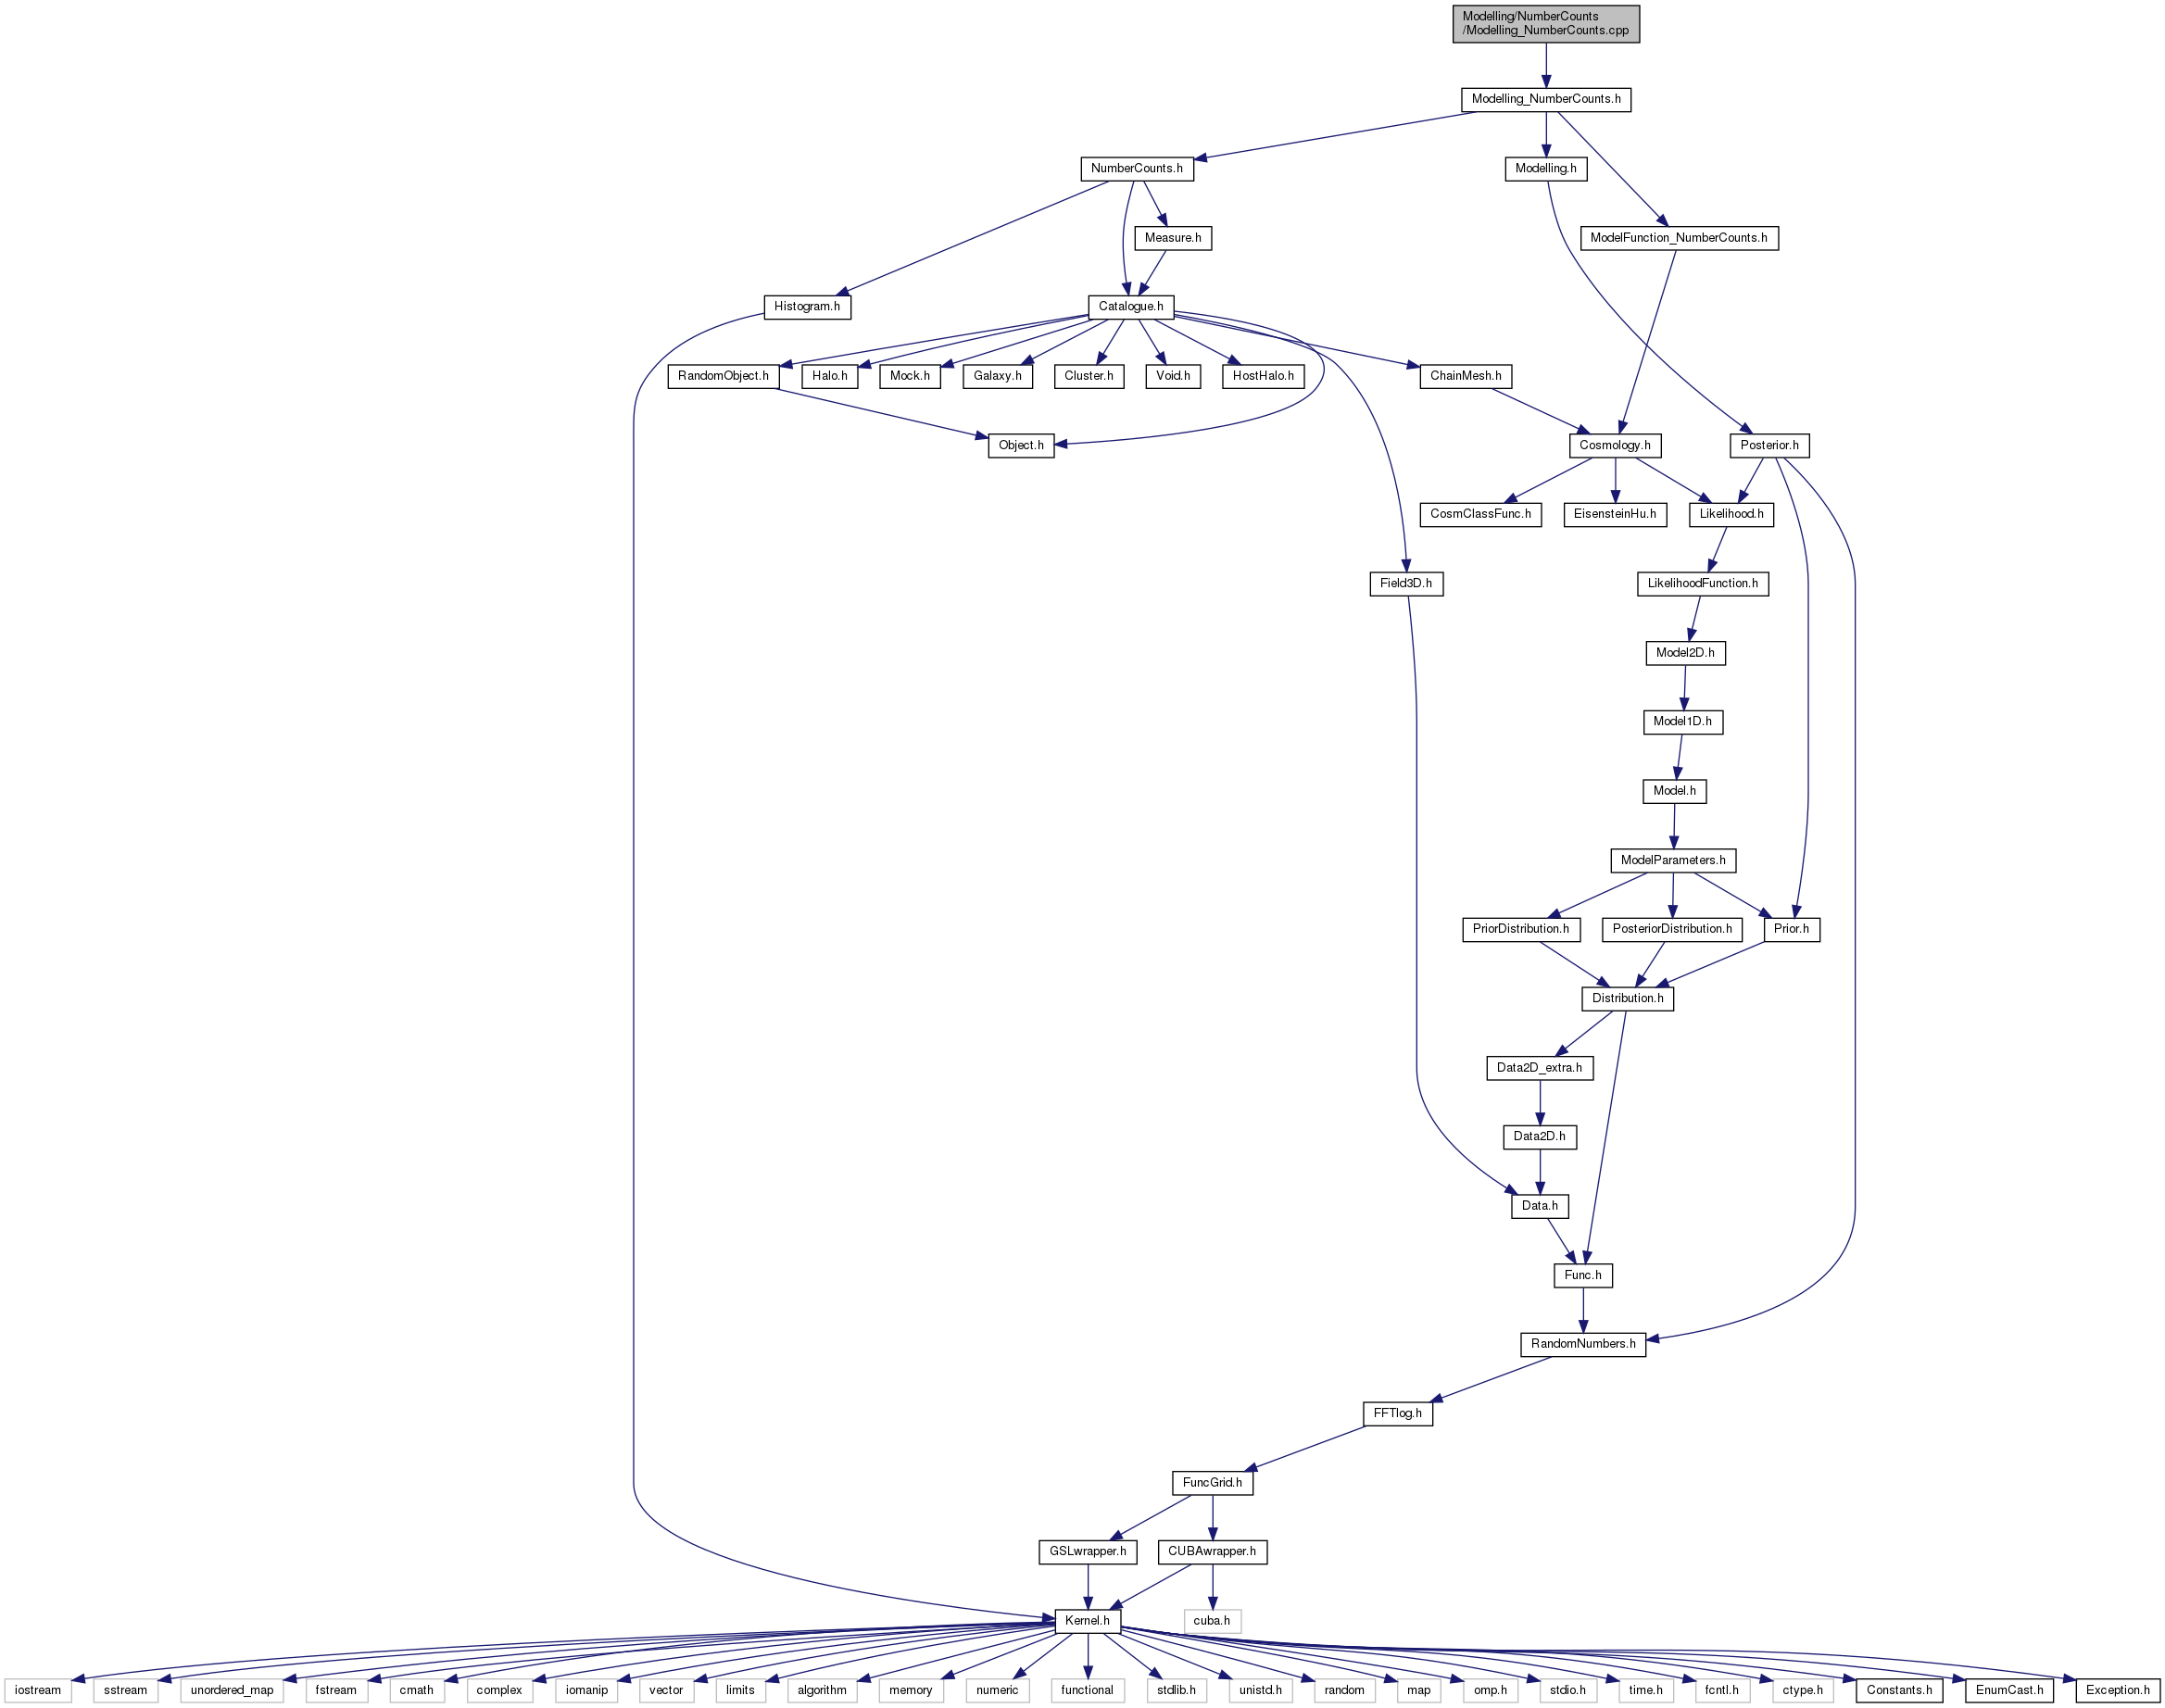 Modelling/NumberCounts
/Modelling_NumberCounts.cpp
Modelling_NumberCounts.h
NumberCounts.h
Modelling.h
Measure.h
ModelFunction_NumberCounts.h
Histogram.h
Catalogue.h
RandomObject.h
Halo.h
Mock.h
Galaxy.h
Cluster.h
Void.h
HostHalo.h
ChainMesh.h
Object.h
Cosmology.h
Posterior.h
CosmClassFunc.h
EisensteinHu.h
Likelihood.h
Field3D.h
LikelihoodFunction.h
Model2D.h
Model1D.h
Model.h
ModelParameters.h
PriorDistribution.h
PosteriorDistribution.h
Prior.h
Distribution.h
Data2D_extra.h
Data2D.h
Data.h
Func.h
RandomNumbers.h
FFTlog.h
FuncGrid.h
GSLwrapper.h
CUBAwrapper.h
Kernel.h
cuba.h
iostream
sstream
unordered_map
fstream
cmath
complex
iomanip
vector
limits
algorithm
memory
numeric
functional
stdlib.h
unistd.h
random
map
omp.h
stdio.h
time.h
fcntl.h
ctype.h
Constants.h
EnumCast.h
Exception.h